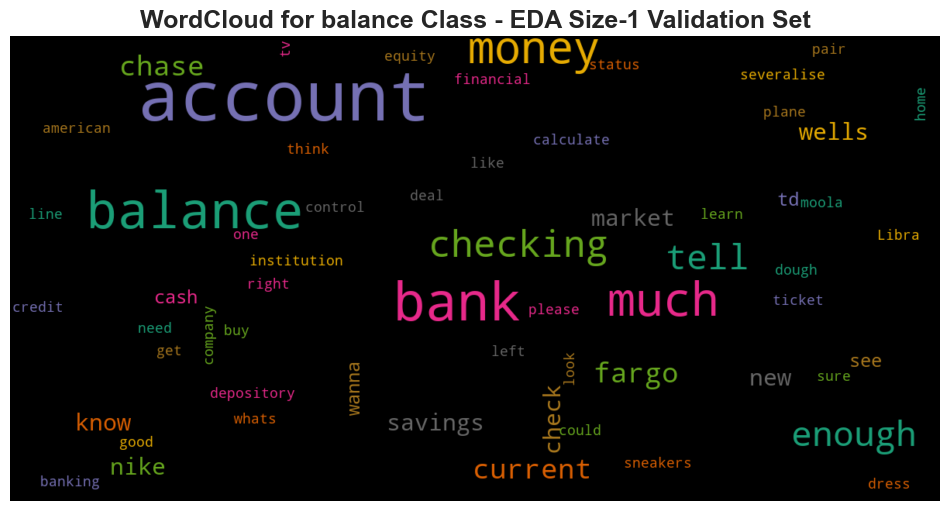 WordCloud for balance Class - EDA Size-1 Validation Set
tv
money
pair
chase
equity
status
severalise
financial
account
home
american
plane
wells
calculate
think
like
balance
control
deal
td
moola
line
market
learn
one
checking
Libra
tell
institution
dough
right
cash
bank
please
much
ticket
credit
company
need
buy
get
left
look
see
wanna
fargo
new
sure
depository
know
whats
savings
check
could
enough
good
nike
current
sneakers
banking
dress